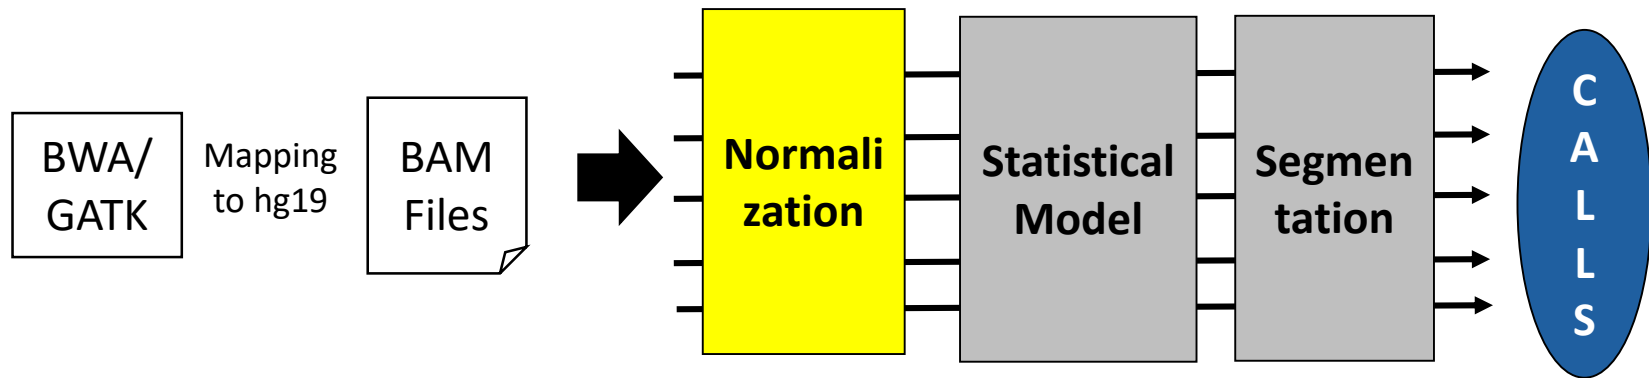 BWA/
GATK
Mapping
to hg19
BAM
Files
Normali
zation
Statistical
Model
Segmen
tation
C
A
L
L
S